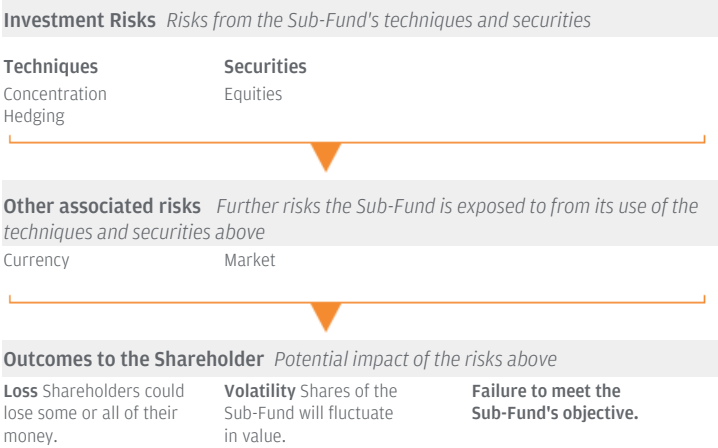 Investment Risks Risks from the Sub-Fund's techniques and securities
Techniques Securities
Concentration Equities
Hedging
Other associated risks Further risks the Sub-Fund is exposed to from its use of the
techniques and securities above
Currency Market
Outcomes to the Shareholder Potential impact of the risks above
Loss Shareholders could
lose some or all of their
money.
Volatility Shares of the
Sub-Fund will fluctuate
in value.
Failure to meet the
Sub-Fund's objective.